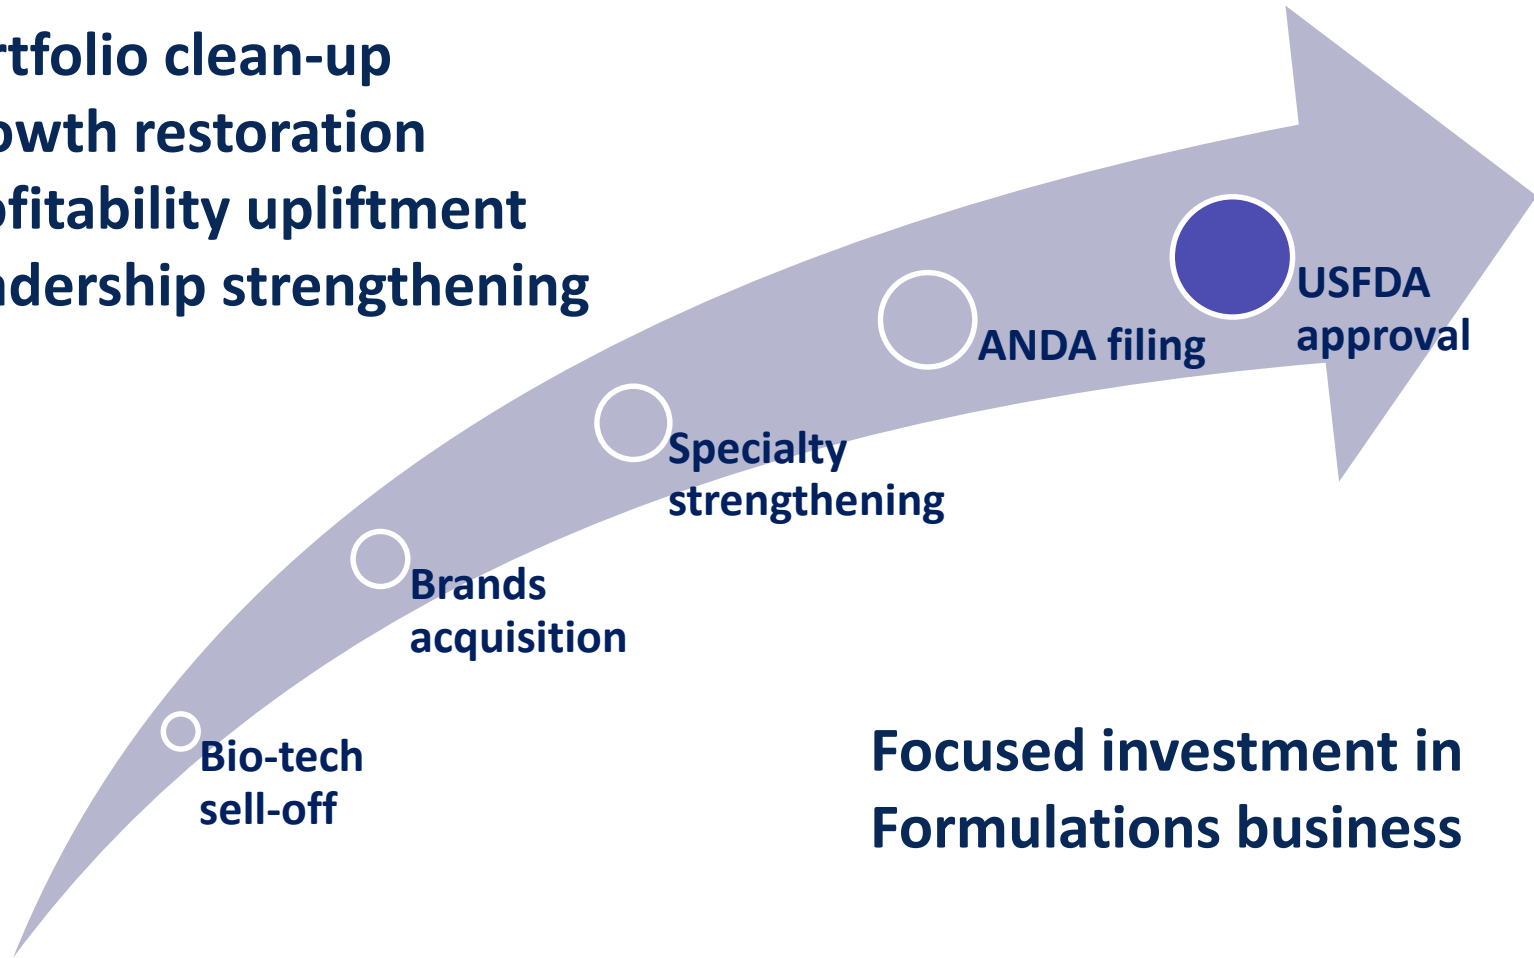 rtfolio clean-up
owth restoration
ofitability upliftment
adership strengthening
USFDA
approval
ANDA filing
Specialty
strengthening
Brands
acquisition
Bio-tech
sell-off
Focused investment in
Formulations business